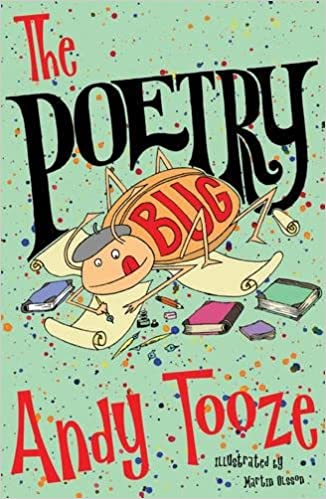 The
POETRY
BUG
Andy Tooze
Illustrated by
Martin Olsson